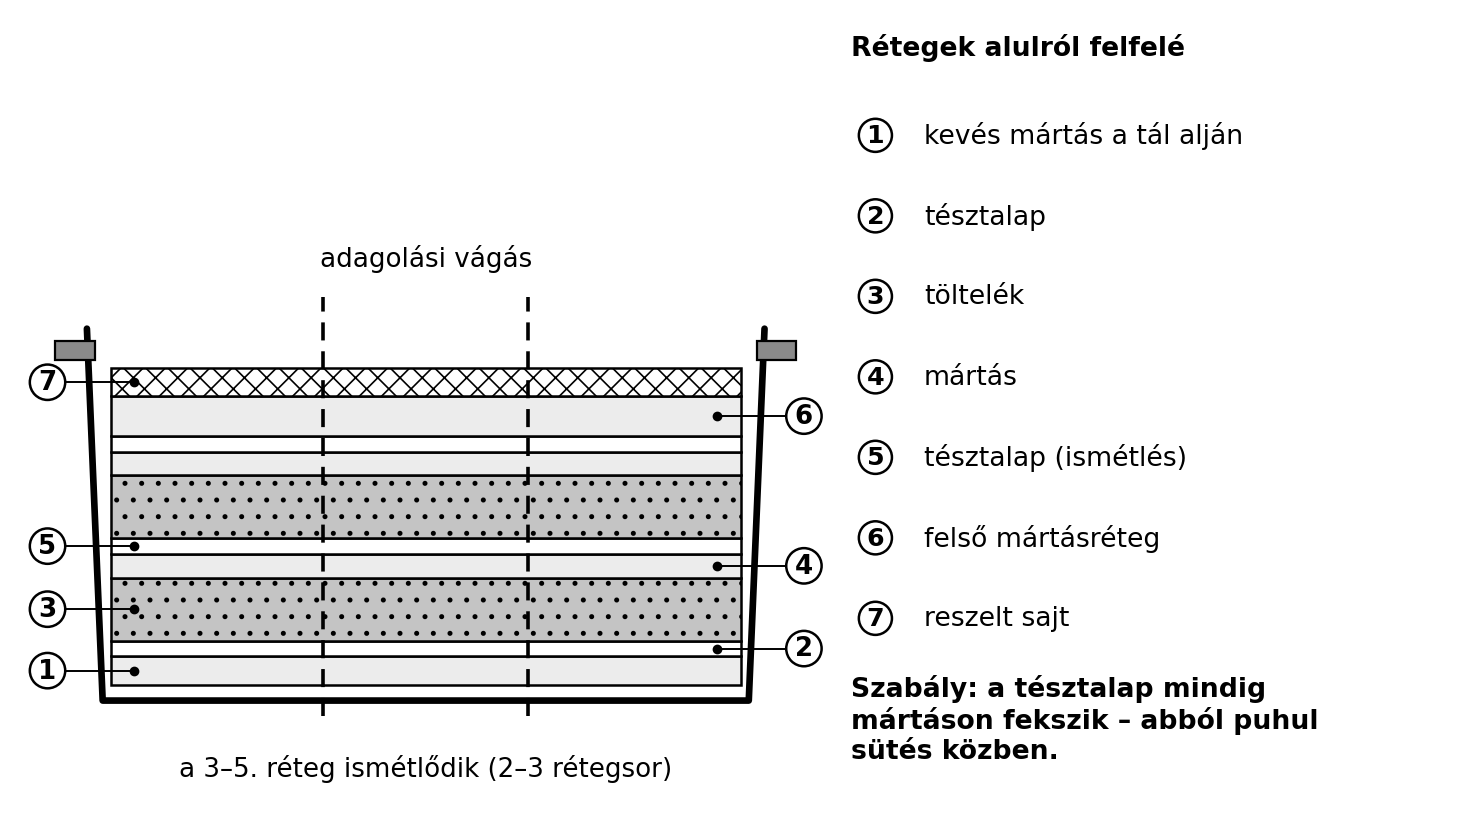 Rétegek alulról felfelé
1 kevés mártás a tál alján
2 tésztalap
3 töltelék
4 mártás
5 tésztalap (ismétlés)
6 felső mártásréteg
7 reszelt sajt
Szabály: a tésztalap mindig
mártáson fekszik – abból puhul
sütés közben.
adagolási vágás
7
6
5
4
3
2
1
a 3–5. réteg ismétlődik (2–3 rétegsor)